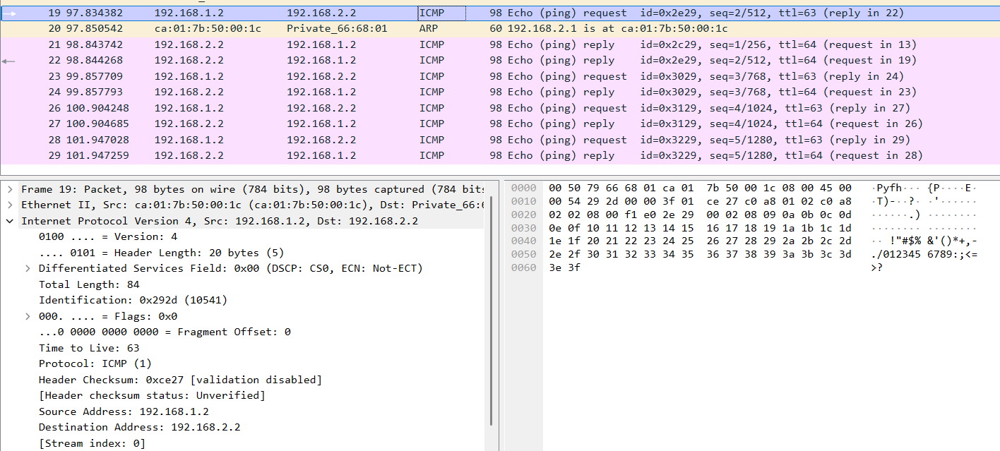 19 97.834382 192.168.1.2 192.168.2.2 ICMP 98 Echo (ping) request id=0x2e29, seq=2/512, ttl=63 (reply in 22)
20 97.850542 ca:01:7b:50:00:1c Private_66:68:01 ARP 60 192.168.2.1 is at ca:01:7b:50:00:1c
21 98.843742 192.168.2.2 192.168.1.2 ICMP 98 Echo (ping) reply id=0x2c29, seq=1/256, ttl=64 (request in 13)
22 98.844268 192.168.2.2 192.168.1.2 ICMP 98 Echo (ping) reply id=0x2e29, seq=2/512, ttl=64 (request in 19)
23 99.857709 192.168.1.2 192.168.2.2 ICMP 98 Echo (ping) request id=0x3029, seq=3/768, ttl=63 (reply in 24)
24 99.857793 192.168.2.2 192.168.1.2 ICMP 98 Echo (ping) reply id=0x3029, seq=3/768, ttl=64 (request in 23)
26 100.904248 192.168.1.2 192.168.2.2 ICMP 98 Echo (ping) request id=0x3129, seq=4/1024, ttl=63 (reply in 27)
27 100.904685 192.168.2.2 192.168.1.2 ICMP 98 Echo (ping) reply id=0x3129, seq=4/1024, ttl=64 (request in 26)
28 101.947028 192.168.1.2 192.168.2.2 ICMP 98 Echo (ping) request id=0x3229, seq=5/1280, ttl=63 (reply in 29)
29 101.947259 192.168.2.2 192.168.1.2 ICMP 98 Echo (ping) reply id=0x3229, seq=5/1280, ttl=64 (request in 28)
Frame 19: Packet, 98 bytes on wire (784 bits), 98 bytes captured (784 bit
Ethernet II, Src: ca:01:7b:50:00:1c (ca:01:7b:50:00:1c), Dst: Private_66:6
Internet Protocol Version 4, Src: 192.168.1.2, Dst: 192.168.2.2
0100 .... = Version: 4
.... 0101 = Header Length: 20 bytes (5)
Differentiated Services Field: 0x00 (DSCP: CS0, ECN: Not-ECT)
Total Length: 84
Identification: 0x292d (10541)
000. .... = Flags: 0x0
...0 0000 0000 0000 = Fragment Offset: 0
Time to Live: 63
Protocol: ICMP (1)
Header Checksum: 0xce27 [validation disabled]
[Header checksum status: Unverified]
Source Address: 192.168.1.2
Destination Address: 192.168.2.2
[Stream index: 0]
0000 00 50 79 66 68 01 ca 01 7b 50 00 1c 08 00 45 00 ·Pyfh··· {P····E·
0010 00 54 29 2d 00 00 3f 01 ce 27 c0 a8 01 02 c0 a8 ·T)-··?· ·'······
0020 02 02 08 00 f1 e0 2e 29 00 02 08 09 0a 0b 0c 0d ······.) ········
0030 0e 0f 10 11 12 13 14 15 16 17 18 19 1a 1b 1c 1d ········ ········
0040 1e 1f 20 21 22 23 24 25 26 27 28 29 2a 2b 2c 2d ·· !"#$% &'()*+,-
0050 2e 2f 30 31 32 33 34 35 36 37 38 39 3a 3b 3c 3d ./012345 6789:;<=
0060 3e 3f >?